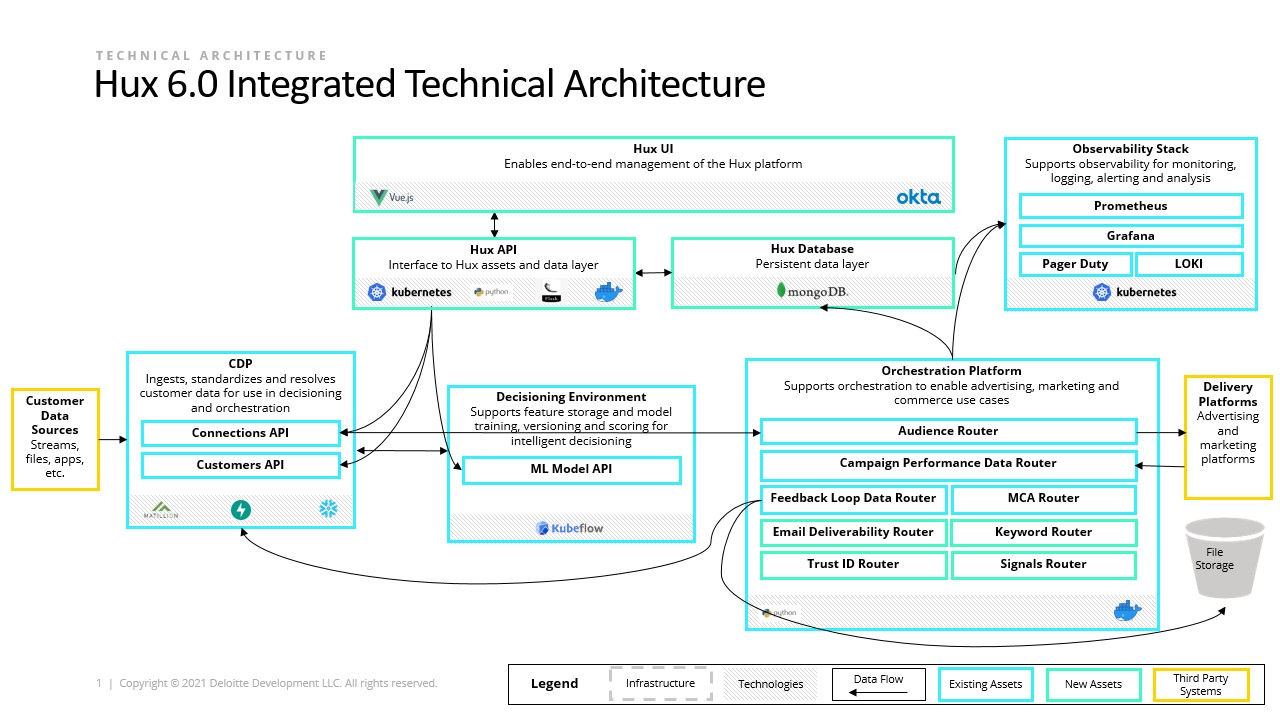 TECHNICAL ARCHITECTURE
Hux 6.0 Integrated Technical Architecture
Hux UI
Enables end-to-end management of the Hux platform
Vue.js
okta
Observability Stack
Supports observability for monitoring,
logging, alerting and analysis
Prometheus
Grafana
Pager Duty
LOKI
kubernetes
Hux API
Interface to Hux assets and data layer
kubernetes
python
Flask
Hux Database
Persistent data layer
mongoDB.
Customer
Data
Sources
Streams,
files, apps,
etc.
CDP
Ingests, standardizes and resolves
customer data for use in decisioning
and orchestration
Connections API
Customers API
MATILLION
Decisioning Environment
Supports feature storage and model
training, versioning and scoring for
intelligent decisioning
ML Model API
Kubeflow
Orchestration Platform
Supports orchestration to enable advertising, marketing and
commerce use cases
Audience Router
Campaign Performance Data Router
Feedback Loop Data Router
MCA Router
Email Deliverability Router
Keyword Router
Trust ID Router
Signals Router
python
Delivery
Platforms
Advertising
and
marketing
platforms
File
Storage
1 | Copyright © 2021 Deloitte Development LLC. All rights reserved.
Legend
Infrastructure
Technologies
Data Flow
Existing Assets
New Assets
Third Party
Systems